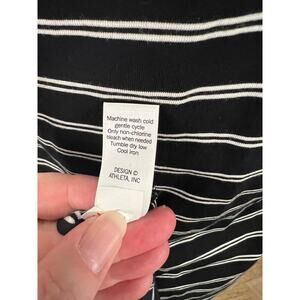 Machine wash cold
gentle cycle
Only non-chlorine
bleach when needed
Tumble dry low
Cool iron
DESIGN ©
ATHLETA, INC